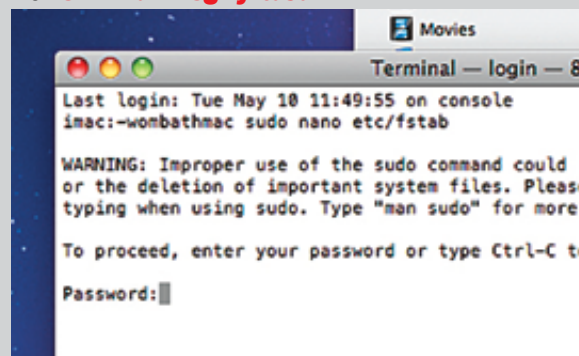 Movies
Terminal — login — 8
Last login: Tue May 10 11:49:55 on console
imac:~wombathmac sudo nano etc/fstab
WARNING: Improper use of the sudo command could
or the deletion of important system files. Pleas
typing when using sudo. Type "man sudo" for more
To proceed, enter your password or type Ctrl-C t
Password: